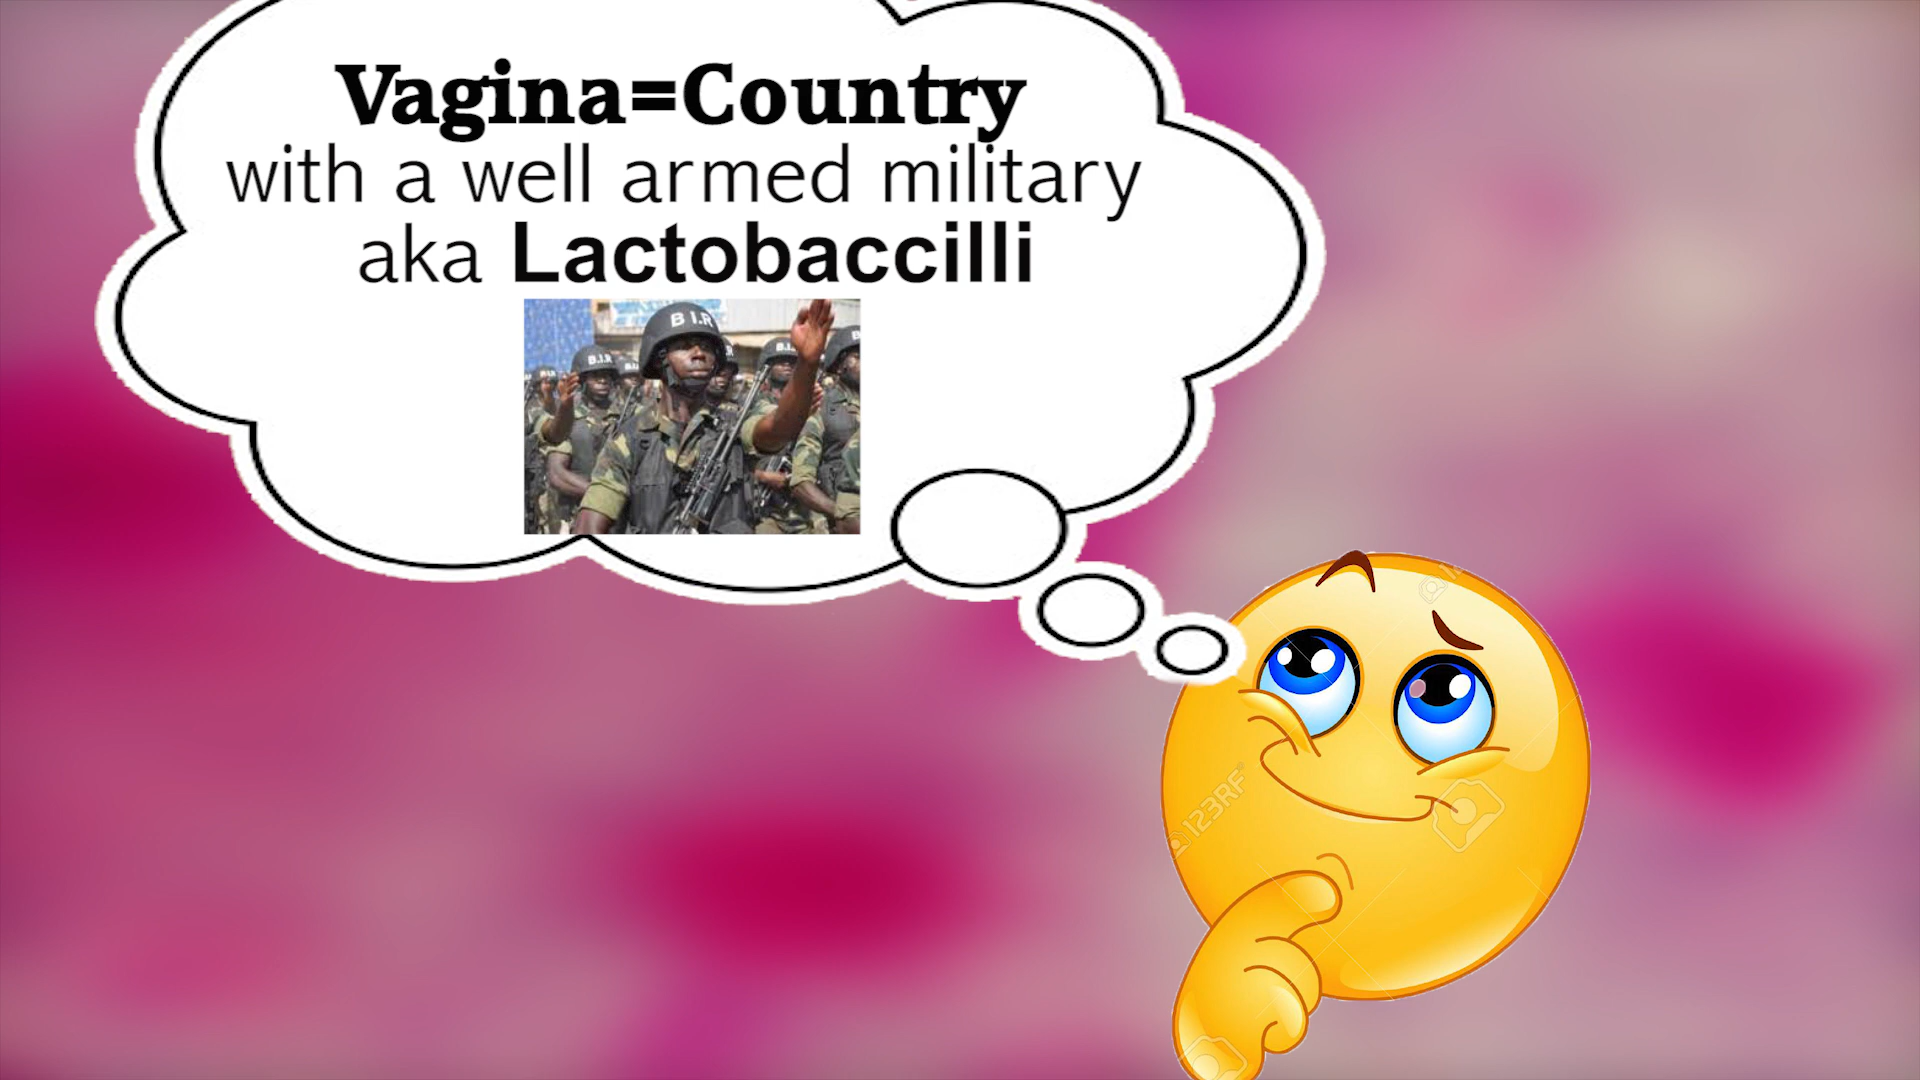 Vagina=Country
with a well armed military
aka Lactobaccilli
B I.R
B.I.R
123RF